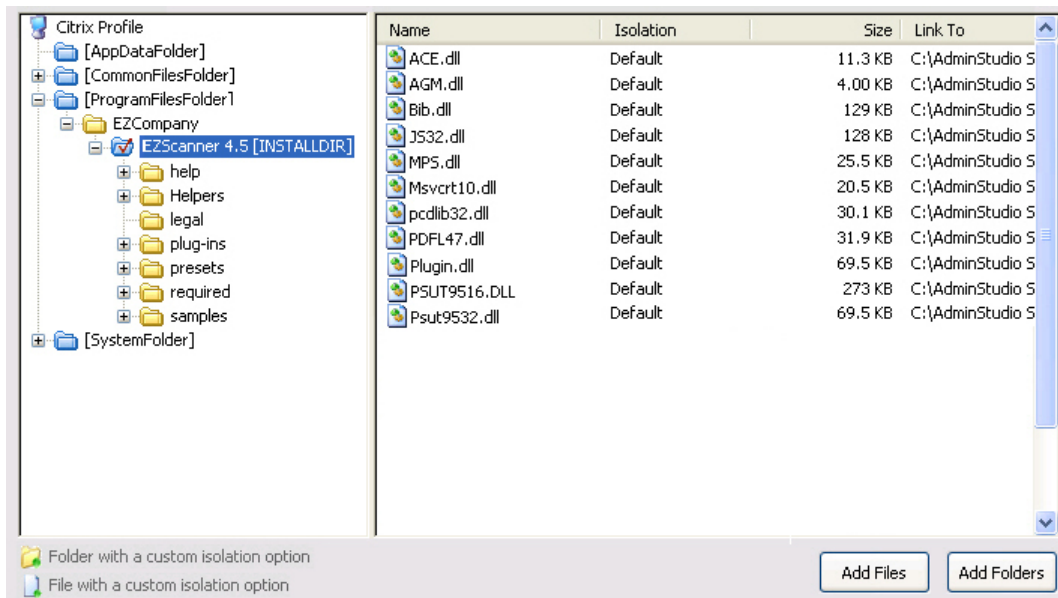 Citrix Profile
[AppDataFolder]
[CommonFilesFolder]
[ProgramFilesFolder]
EZCompany
EZScanner 4.5 [INSTALLDIR]
help
Helpers
legal
plug-ins
presets
required
samples
[SystemFolder]
Name Isolation Size Link To
ACE.dll Default 11.3 KB C:\AdminStudio S
AGM.dll Default 4.00 KB C:\AdminStudio S
Bib.dll Default 129 KB C:\AdminStudio S
JS32.dll Default 128 KB C:\AdminStudio S
MPS.dll Default 25.5 KB C:\AdminStudio S
Msvcrt10.dll Default 20.5 KB C:\AdminStudio S
pcdlib32.dll Default 30.1 KB C:\AdminStudio S
PDFL47.dll Default 31.9 KB C:\AdminStudio S
Plugin.dll Default 69.5 KB C:\AdminStudio S
PSUT9516.DLL Default 273 KB C:\AdminStudio S
Psut9532.dll Default 69.5 KB C:\AdminStudio S
Folder with a custom isolation option
File with a custom isolation option
Add Files Add Folders